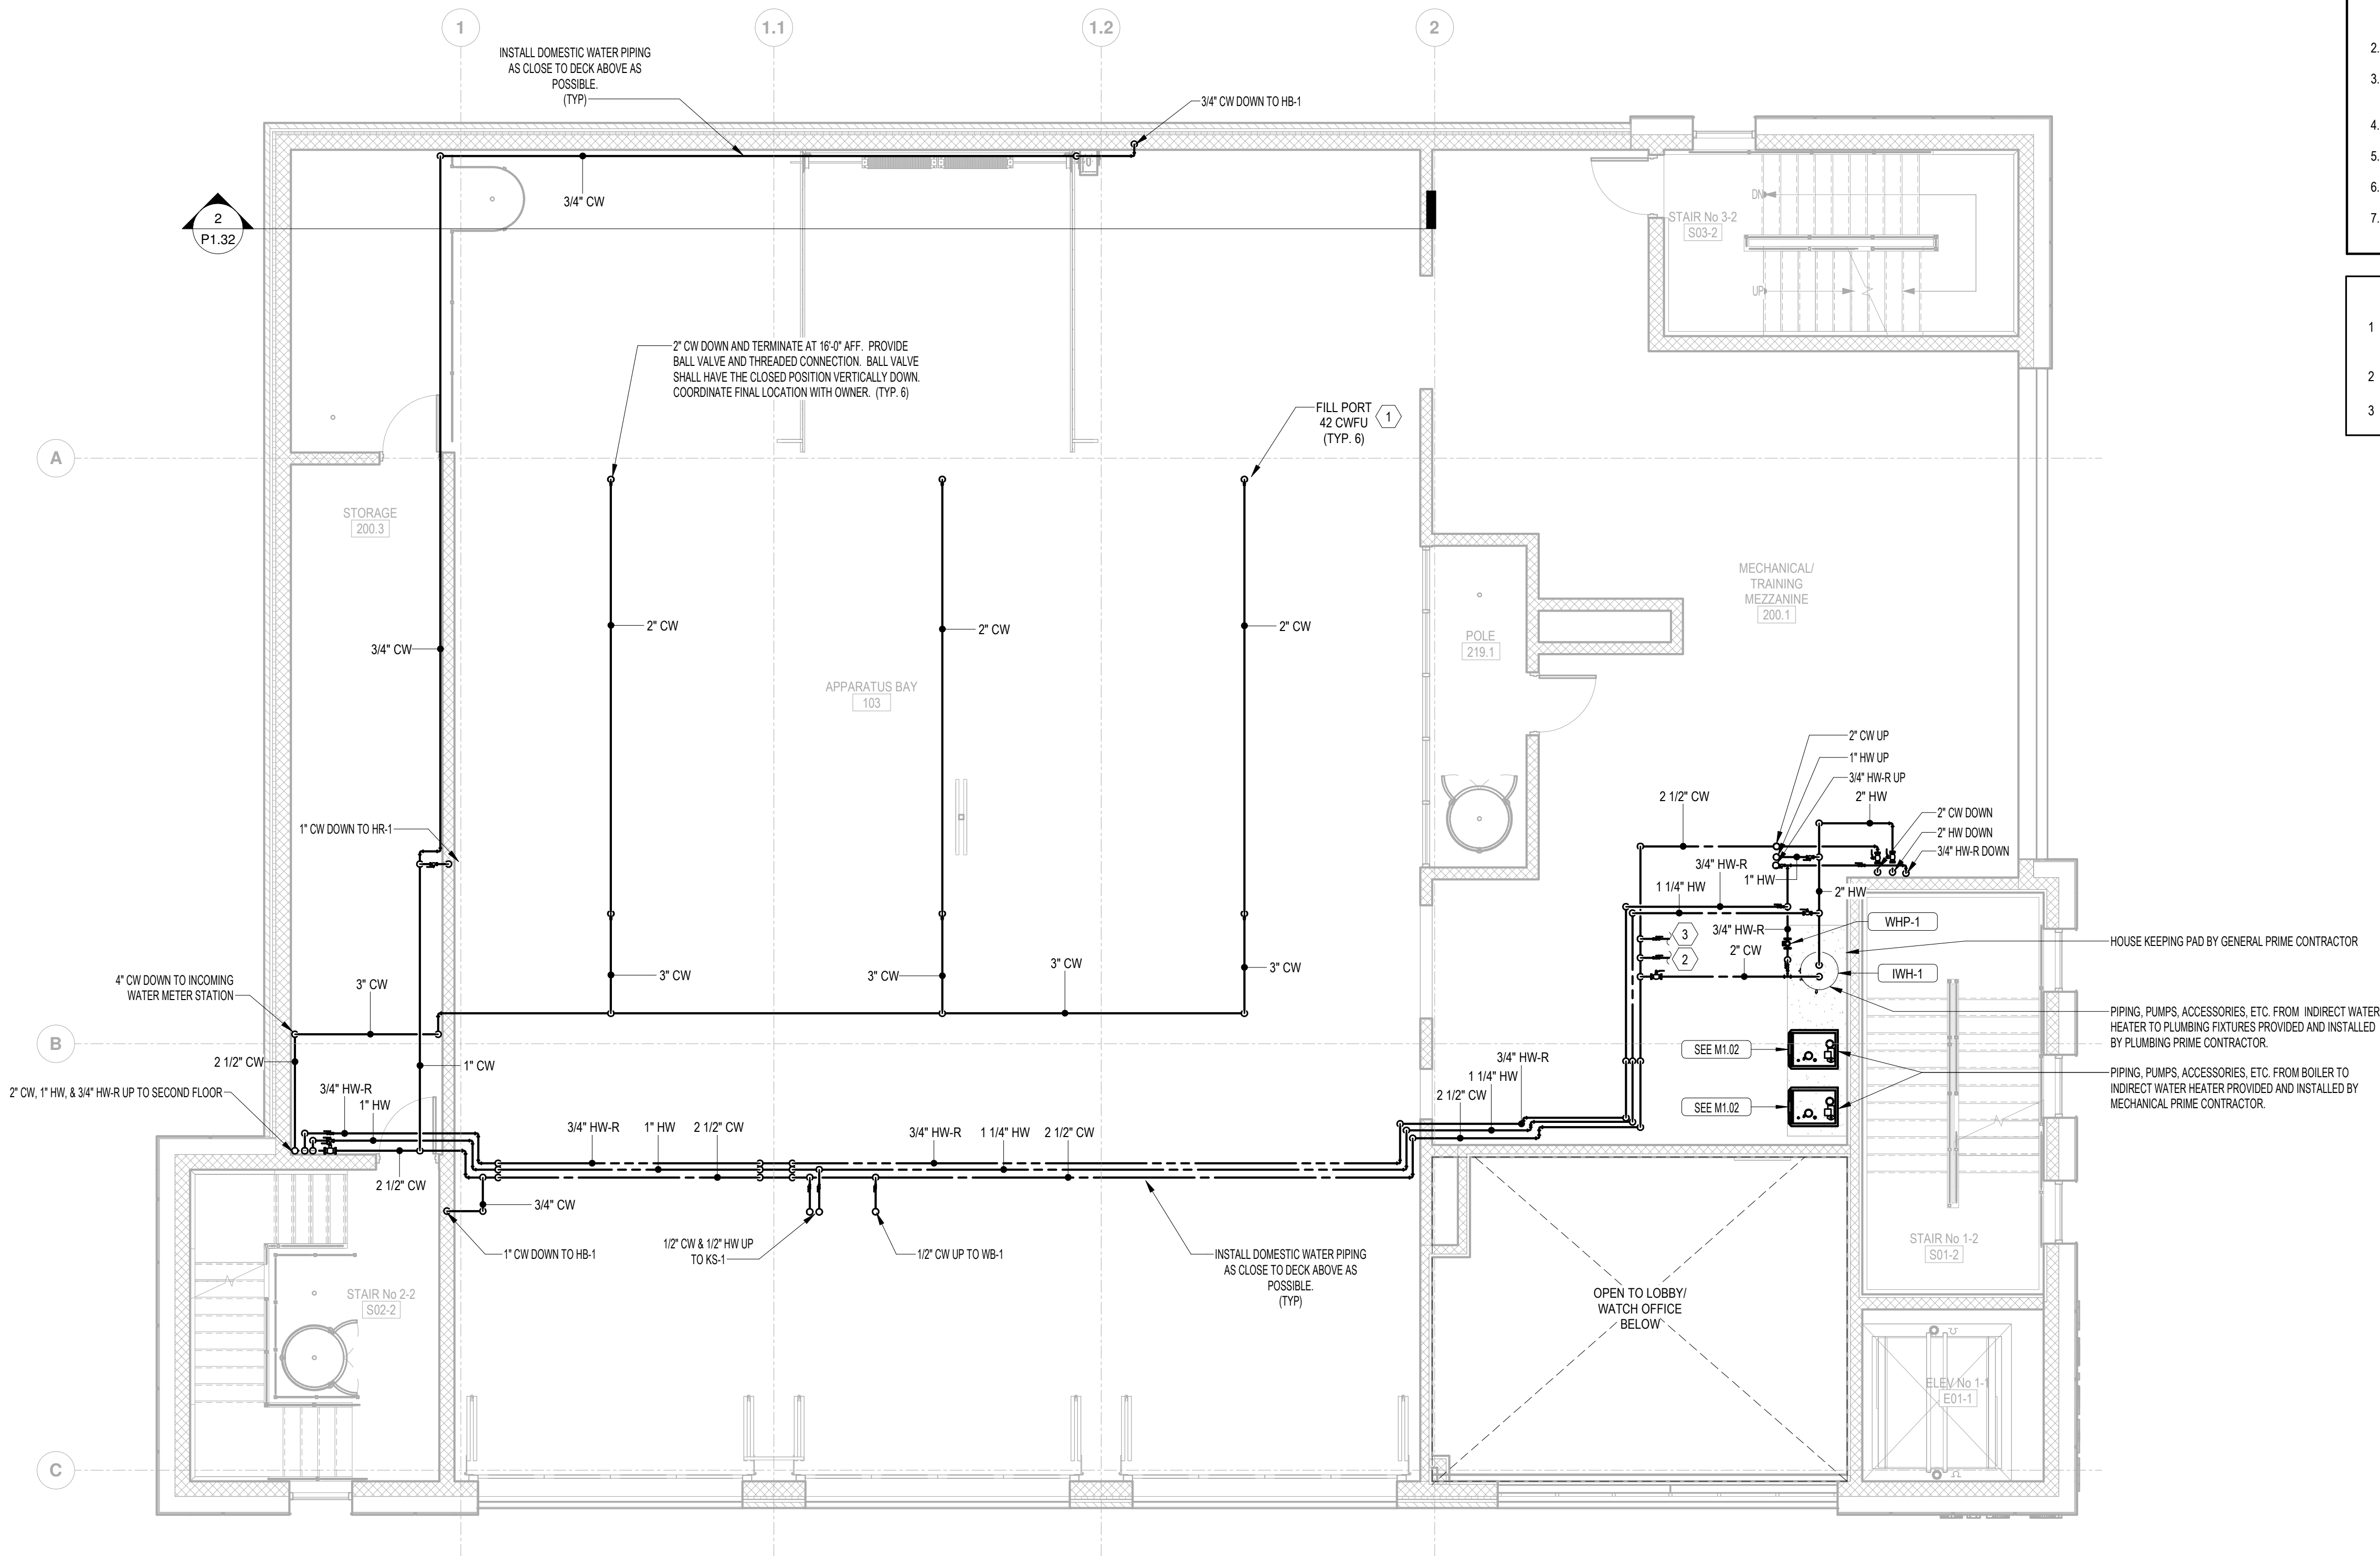 1
1.1
1.2
2
INSTALL DOMESTIC WATER PIPING
AS CLOSE TO DECK ABOVE AS
POSSIBLE.
(TYP)
3/4" CW DOWN TO HB-1
2.
3.
4.
5.
6.
7.
1
2
3
3/4" CW
2
P1.32
DN
STAIR No 3-2
S03-2
UP
2" CW DOWN AND TERMINATE AT 16'-0" AFF. PROVIDE
BALL VALVE AND THREADED CONNECTION. BALL VALVE
SHALL HAVE THE CLOSED POSITION VERTICALLY DOWN.
COORDINATE FINAL LOCATION WITH OWNER. (TYP. 6)
FILL PORT
42 CWFU
(TYP. 6)
1
A
STORAGE
200.3
MECHANICAL/
TRAINING
MEZZANINE
200.1
POLE
219.1
2" CW
2" CW
2" CW
3/4" CW
APPARATUS BAY
103
2" CW UP
1" HW UP
3/4" HW-R UP
2 1/2" CW
2" HW
2" CW DOWN
2" HW DOWN
3/4" HW-R DOWN
1" CW DOWN TO HR-1
3/4" HW-R
1" HW
1 1/4" HW
2" HW
WHP-1
3/4" HW-R
3
2
2" CW
HOUSE KEEPING PAD BY GENERAL PRIME CONTRACTOR
IWH-1
4" CW DOWN TO INCOMING
WATER METER STATION
3" CW
3" CW
3" CW
3" CW
3" CW
PIPING, PUMPS, ACCESSORIES, ETC. FROM INDIRECT WATER
HEATER TO PLUMBING FIXTURES PROVIDED AND INSTALLED
BY PLUMBING PRIME CONTRACTOR.
B
2 1/2" CW
1" CW
SEE M1.02
3/4" HW-R
1 1/4" HW
2 1/2" CW
PIPING, PUMPS, ACCESSORIES, ETC. FROM BOILER TO
INDIRECT WATER HEATER PROVIDED AND INSTALLED BY
MECHANICAL PRIME CONTRACTOR.
SEE M1.02
2" CW, 1" HW, & 3/4" HW-R UP TO SECOND FLOOR
3/4" HW-R
1" HW
3/4" HW-R
1" HW
2 1/2" CW
3/4" HW-R
1 1/4" HW
2 1/2" CW
2 1/2" CW
3/4" CW
1" CW DOWN TO HB-1
1/2" CW & 1/2" HW UP
TO KS-1
1/2" CW UP TO WB-1
INSTALL DOMESTIC WATER PIPING
AS CLOSE TO DECK ABOVE AS
POSSIBLE.
(TYP)
STAIR No 1-2
S01-2
STAIR No 2-2
S02-2
OPEN TO LOBBY/
WATCH OFFICE
BELOW
ELEV No 1-1
E01-1
C